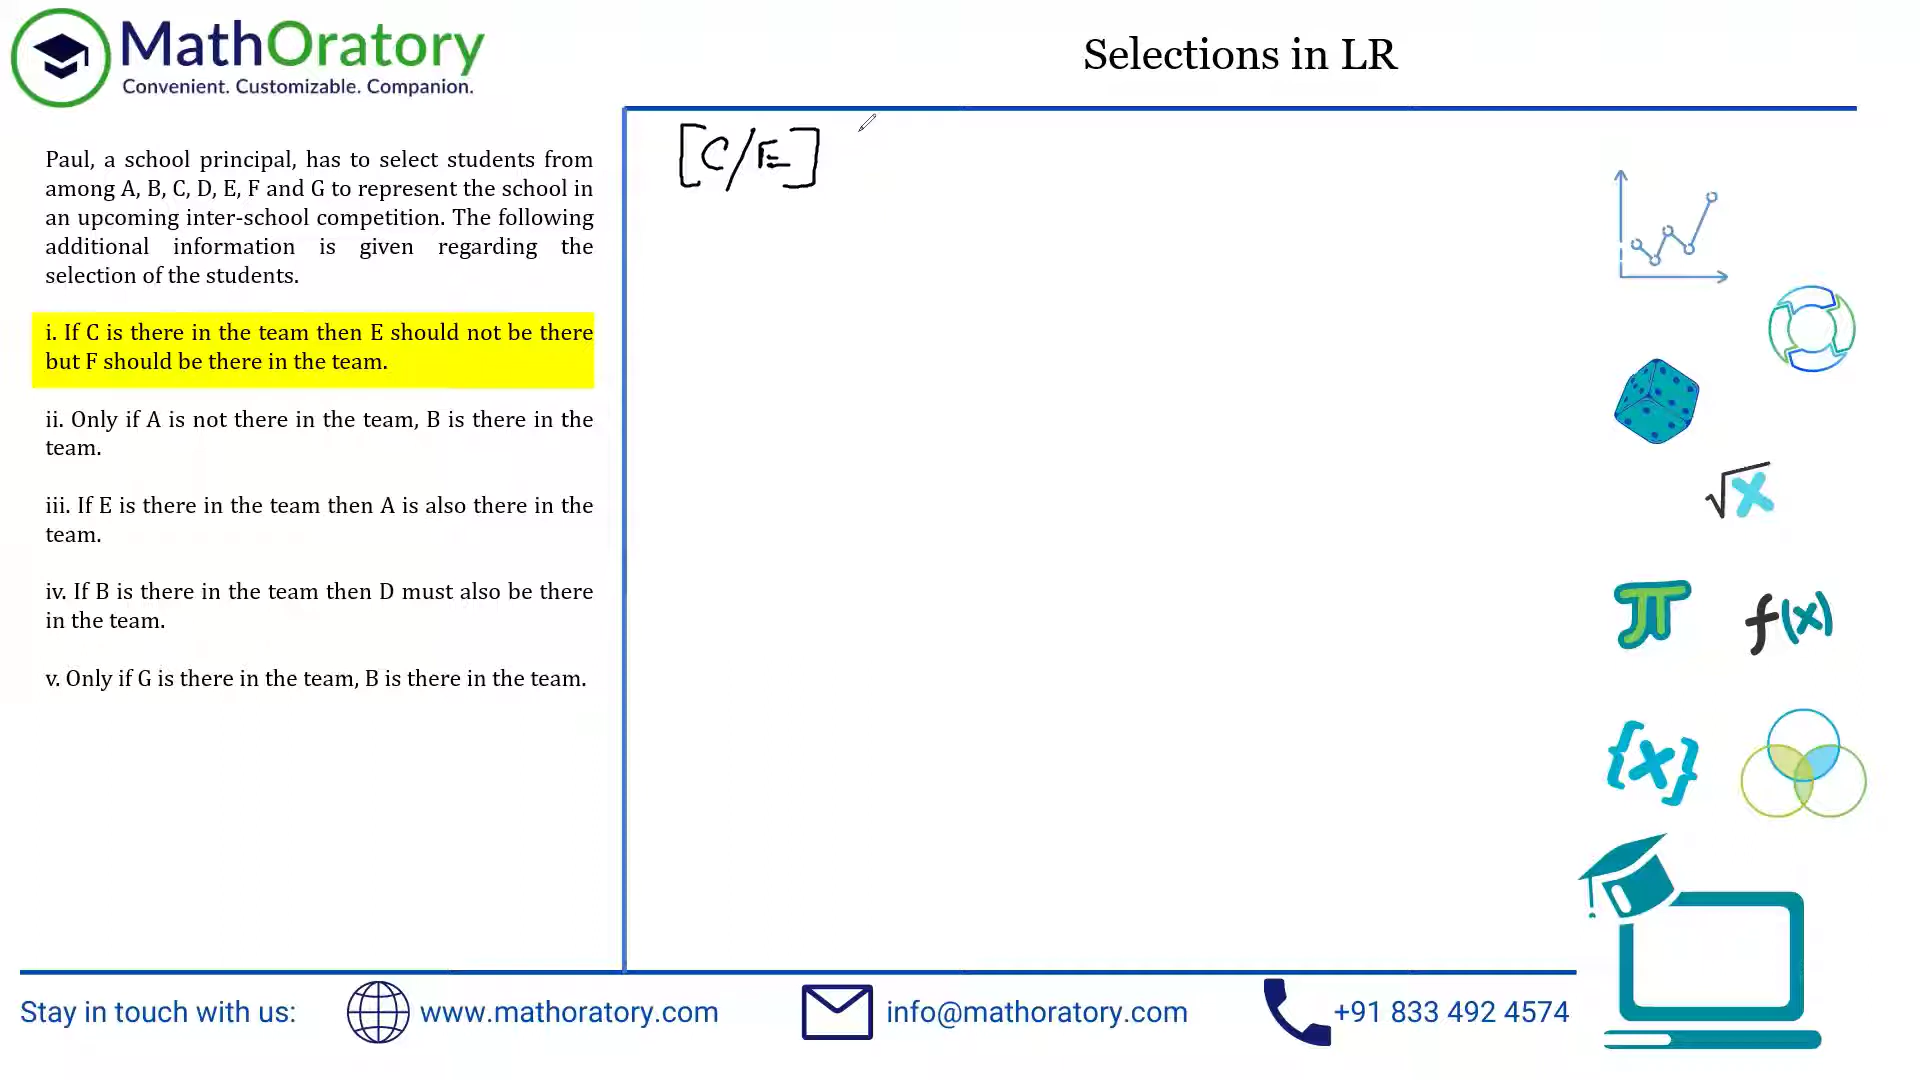 MathOratory
Convenient. Customizable. Companion.
Selections in LR
Paul, a school principal, has to select students from
among A, B, C, D, E, F and G to represent the school in
an upcoming inter-school competition. The following
additional information is given regarding the
selection of the students.
i. If C is there in the team then E should not be there
but F should be there in the team.
ii. Only if A is not there in the team, B is there in the
team.
iii. If E is there in the team then A is also there in the
team.
iv. If B is there in the team then D must also be there
in the team.
v. Only if G is there in the team, B is there in the team.
[C/E]
√x
π
f(x)
{x}
Stay in touch with us:
www.mathoratory.com
info@mathoratory.com
+91 833 492 4574